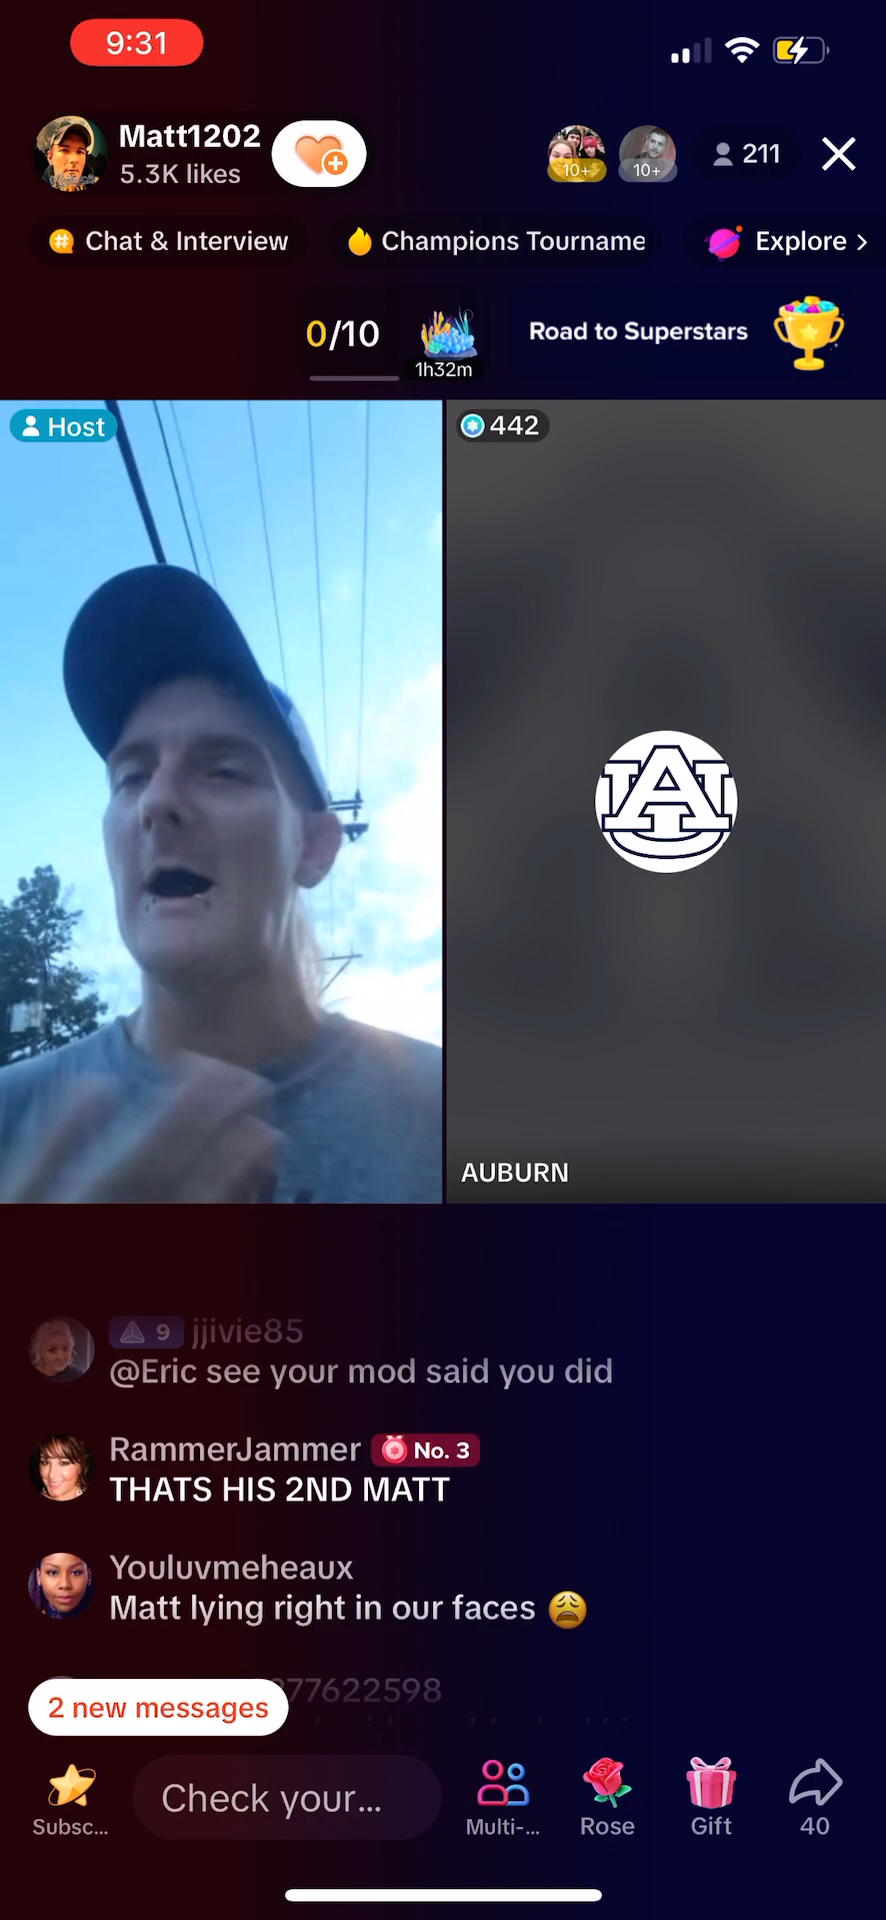 9:31
Matt1202
5.3K likes
10+
10+
211
Chat & Interview
Champions Tourname
Explore >
0/10
1h32m
Road to Superstars
Host
442
AU
AUBURN
9 jjivie85
@Eric see your mod said you did
RammerJammer No. 3
THATS HIS 2ND MATT
Youluvmeheaux
Matt lying right in our faces 😩
77622598
2 new messages
Subsc...
Check your...
Multi-...
Rose
Gift
40